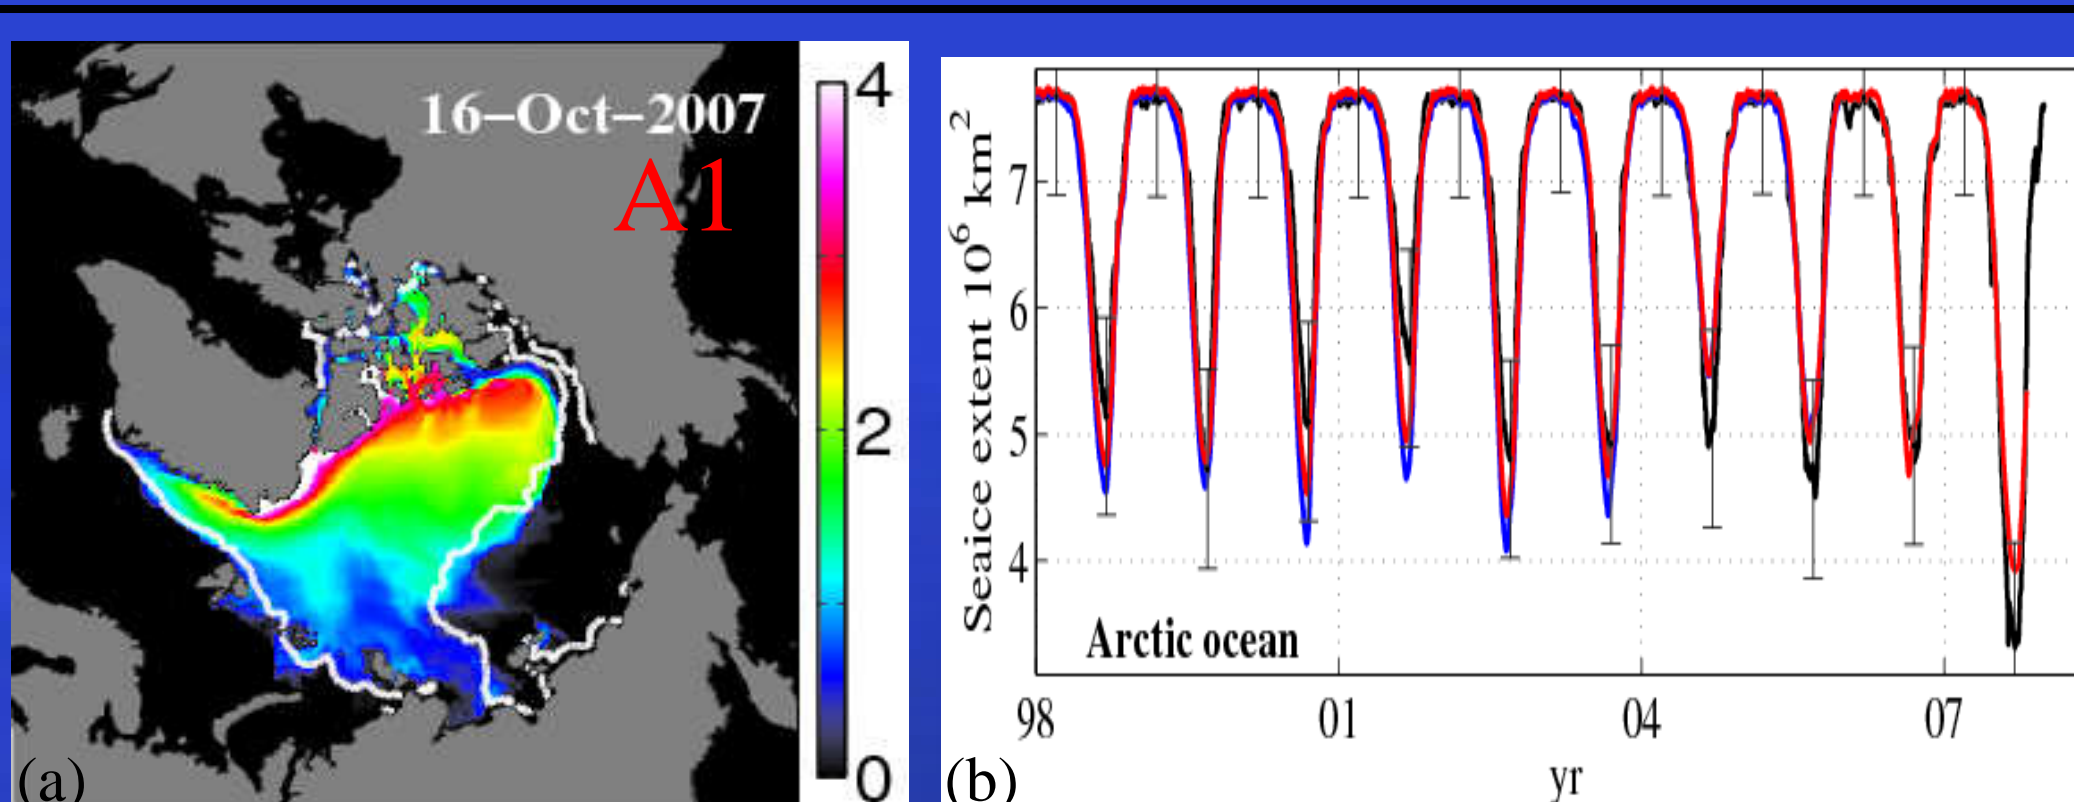 16-Oct-2007
A1
4
2
0
(a)
Seaice extent 10⁶ km²
7
6
5
4
Arctic ocean
98 01 04 07
yr
(b)